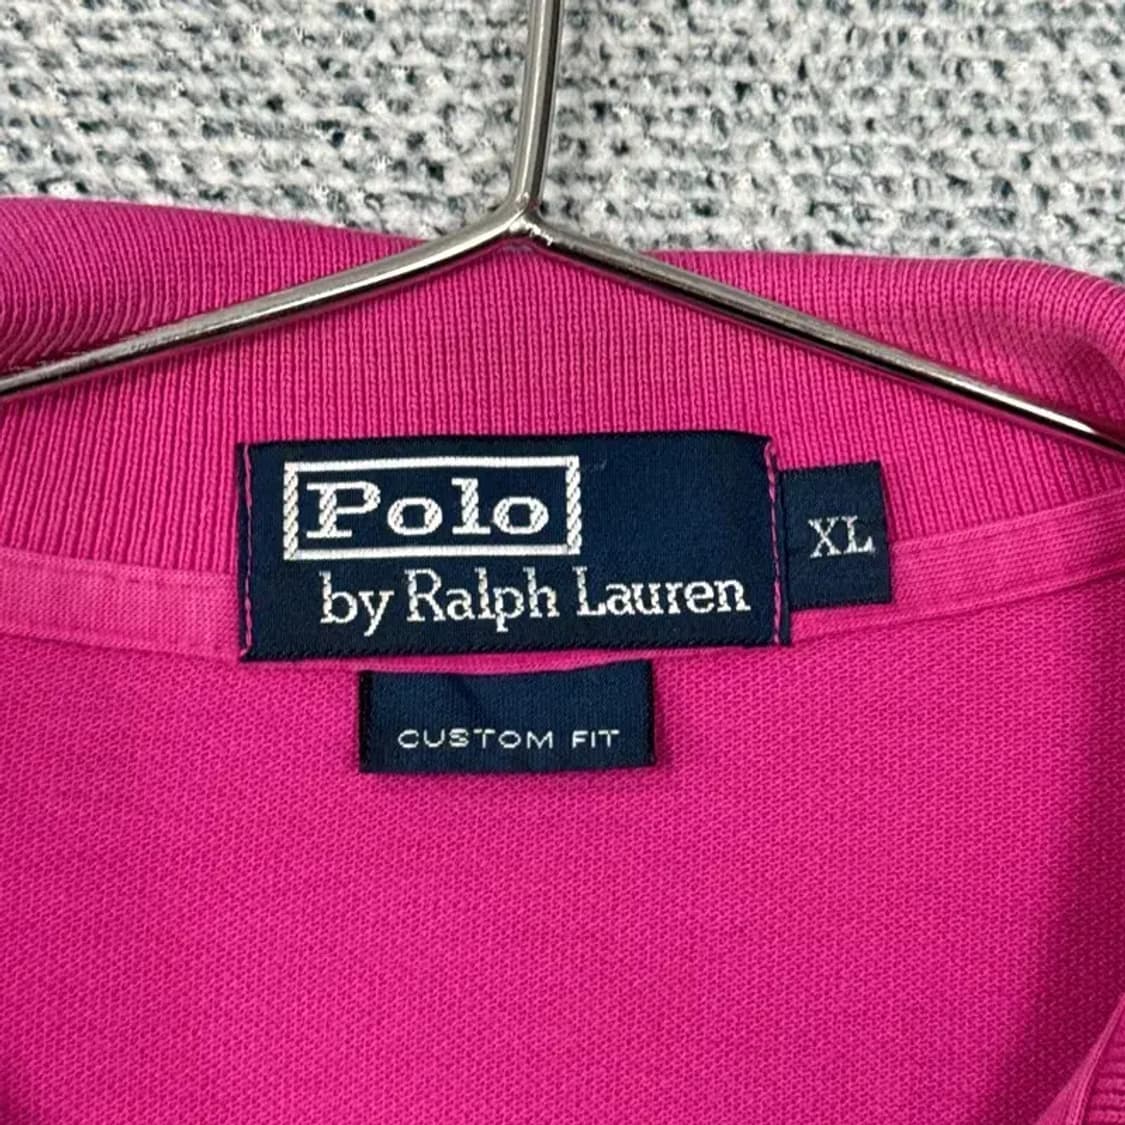 Polo
by Ralph Lauren
XL
CUSTOM FIT